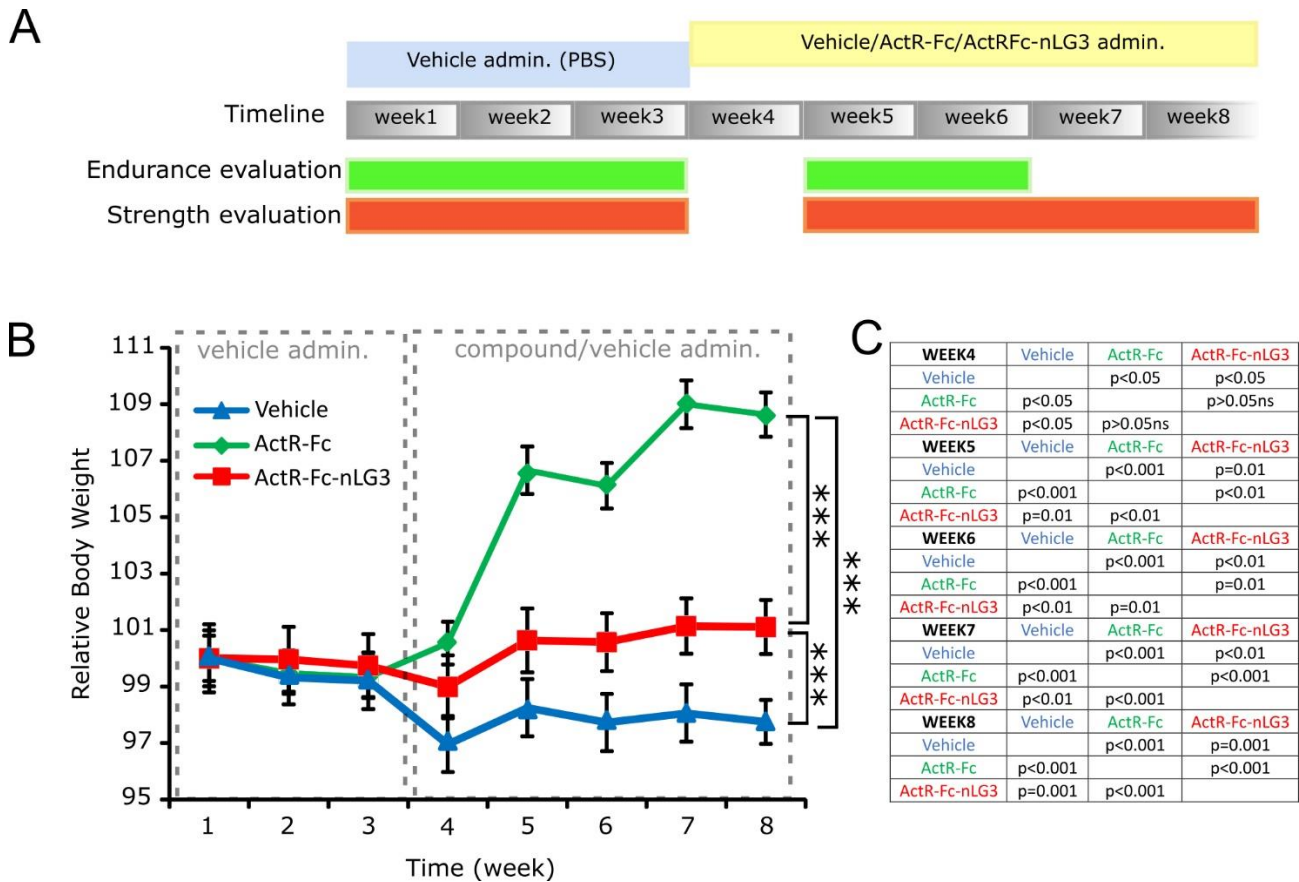 A
Vehicle admin. (PBS)
Vehicle/ActR-Fc/ActRFc-nLG3 admin.
Timeline
week1 week2 week3 week4 week5 week6 week7 week8
Endurance evaluation
Strength evaluation
B
vehicle admin.
compound/vehicle admin.
111
109
107
105
103
101
99
97
95
Relative Body Weight
Vehicle
ActR-Fc
ActR-Fc-nLG3
***
***
***
1 2 3 4 5 6 7 8
Time (week)
C
WEEK4 Vehicle ActR-Fc ActR-Fc-nLG3
Vehicle p<0.05 p<0.05
ActR-Fc p<0.05 p>0.05ns
ActR-Fc-nLG3 p<0.05 p>0.05ns
WEEK5 Vehicle ActR-Fc ActR-Fc-nLG3
Vehicle p<0.001 p=0.01
ActR-Fc p<0.001 p<0.01
ActR-Fc-nLG3 p=0.01 p<0.01
WEEK6 Vehicle ActR-Fc ActR-Fc-nLG3
Vehicle p<0.001 p<0.01
ActR-Fc p<0.001 p=0.01
ActR-Fc-nLG3 p<0.01 p=0.01
WEEK7 Vehicle ActR-Fc ActR-Fc-nLG3
Vehicle p<0.001 p<0.01
ActR-Fc p<0.001 p<0.001
ActR-Fc-nLG3 p<0.01 p<0.001
WEEK8 Vehicle ActR-Fc ActR-Fc-nLG3
Vehicle p<0.001 p=0.001
ActR-Fc p<0.001 p<0.001
ActR-Fc-nLG3 p=0.001 p<0.001